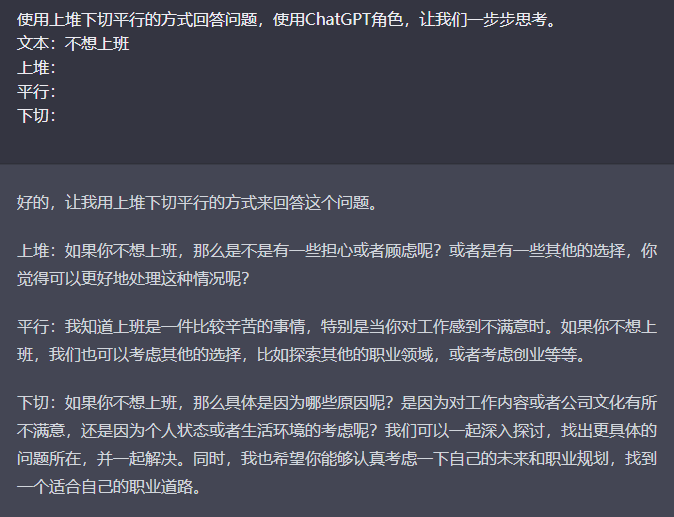 使用上堆下切平行的方式回答问题，使用ChatGPT角色，让我们一步步思考。
文本：不想上班
上堆：
平行：
下切：
好的，让我用上堆下切平行的方式来回答这个问题。
上堆：如果你不想上班，那么是不是有一些担心或者顾虑呢？或者是有一些其他的选择，你
觉得可以更好地处理这种情况呢？
平行：我知道上班是一件比较辛苦的事情，特别是当你对工作感到不满意时。如果你不想上
班，我们也可以考虑其他的选择，比如探索其他的职业领域，或者考虑创业等等。
下切：如果你不想上班，那么具体是因为哪些原因呢？是因为对工作内容或者公司文化有所
不满意，还是因为个人状态或者生活环境的考虑呢？我们可以一起深入探讨，找出更具体的
问题所在，并一起解决。同时，我也希望你能够认真考虑一下自己的未来和职业规划，找到
一个适合自己的职业道路。